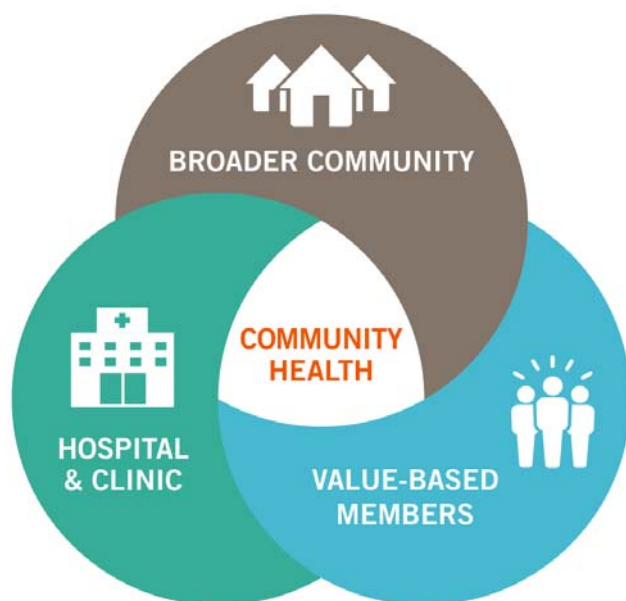 BROADER COMMUNITY
COMMUNITY
HEALTH
HOSPITAL
& CLINIC
VALUE-BASED
MEMBERS